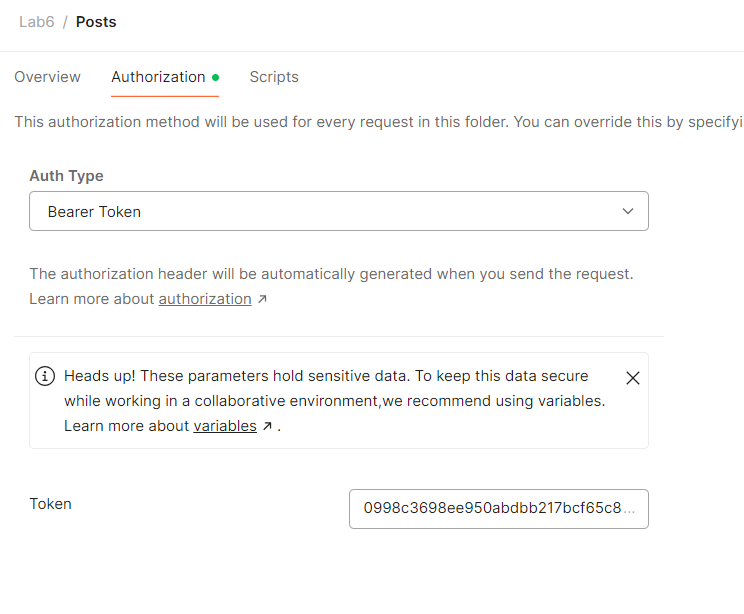 Lab6 / Posts
Overview Authorization Scripts
This authorization method will be used for every request in this folder. You can override this by specifyi
Auth Type
Bearer Token
The authorization header will be automatically generated when you send the request.
Learn more about authorization ↗
Heads up! These parameters hold sensitive data. To keep this data secure
while working in a collaborative environment,we recommend using variables.
Learn more about variables ↗ .
Token 0998c3698ee950abdbb217bcf65c8...